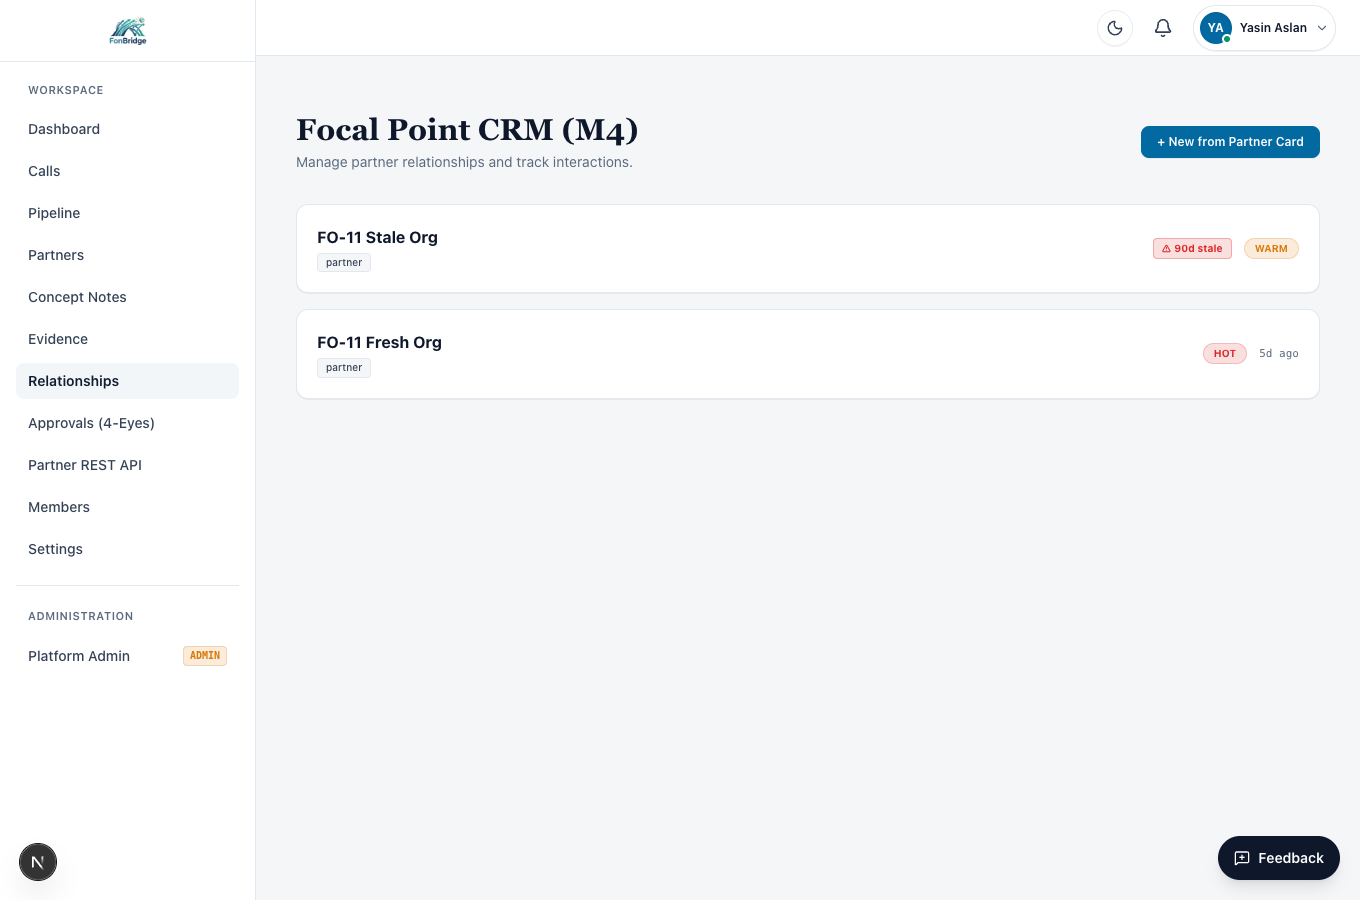 FonBridge
YA
Yasin Aslan
WORKSPACE
Dashboard
Calls
Pipeline
Partners
Concept Notes
Evidence
Relationships
Approvals (4-Eyes)
Partner REST API
Members
Settings
ADMINISTRATION
Platform Admin
ADMIN
N
Focal Point CRM (M4)
Manage partner relationships and track interactions.
+ New from Partner Card
FO-11 Stale Org
partner
⚠ 90d stale
WARM
FO-11 Fresh Org
partner
HOT
5d ago
Feedback